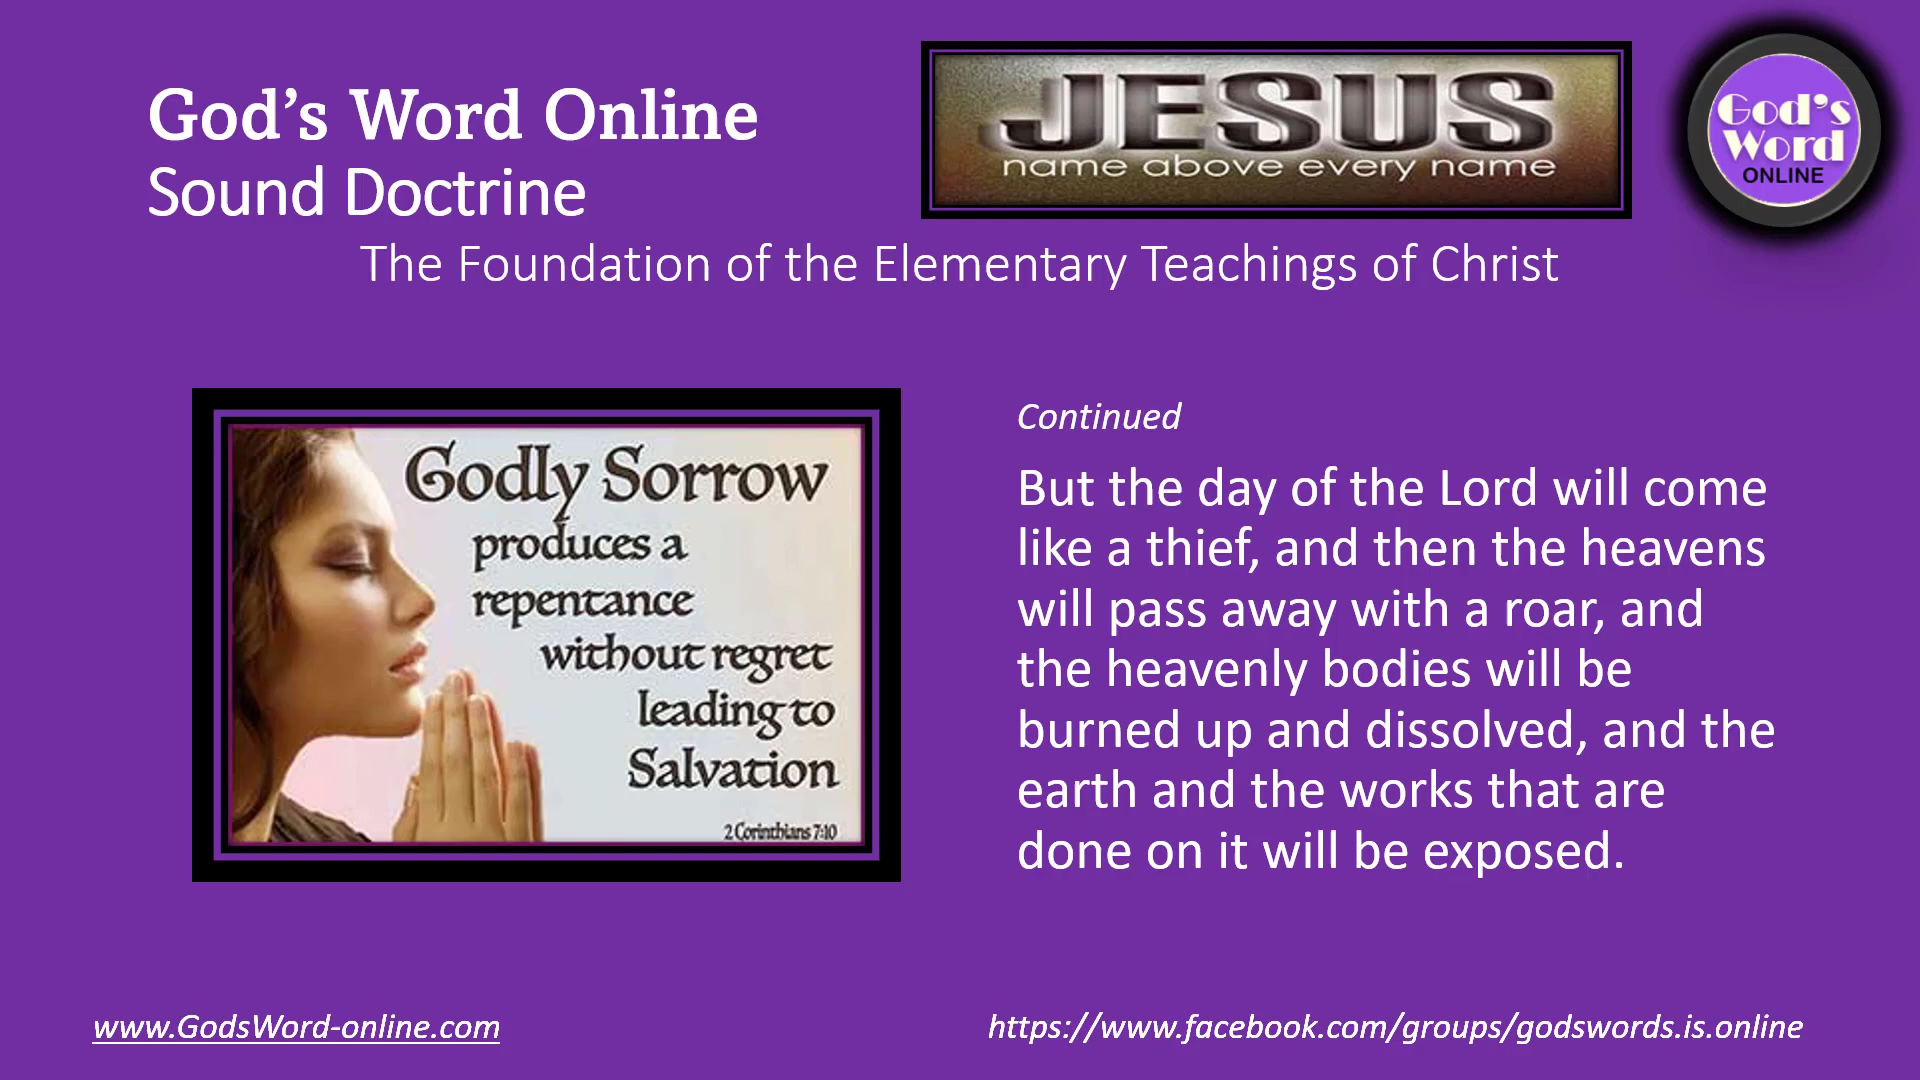 God’s Word Online
Sound Doctrine
JESUS
name above every name
God’s
Word
ONLINE
The Foundation of the Elementary Teachings of Christ
Godly Sorrow
produces a
repentance
without regret
leading to
Salvation
2 Corinthians 7:10
Continued
But the day of the Lord will come
like a thief, and then the heavens
will pass away with a roar, and
the heavenly bodies will be
burned up and dissolved, and the
earth and the works that are
done on it will be exposed.
www.GodsWord-online.com
https://www.facebook.com/groups/godswords.is.online